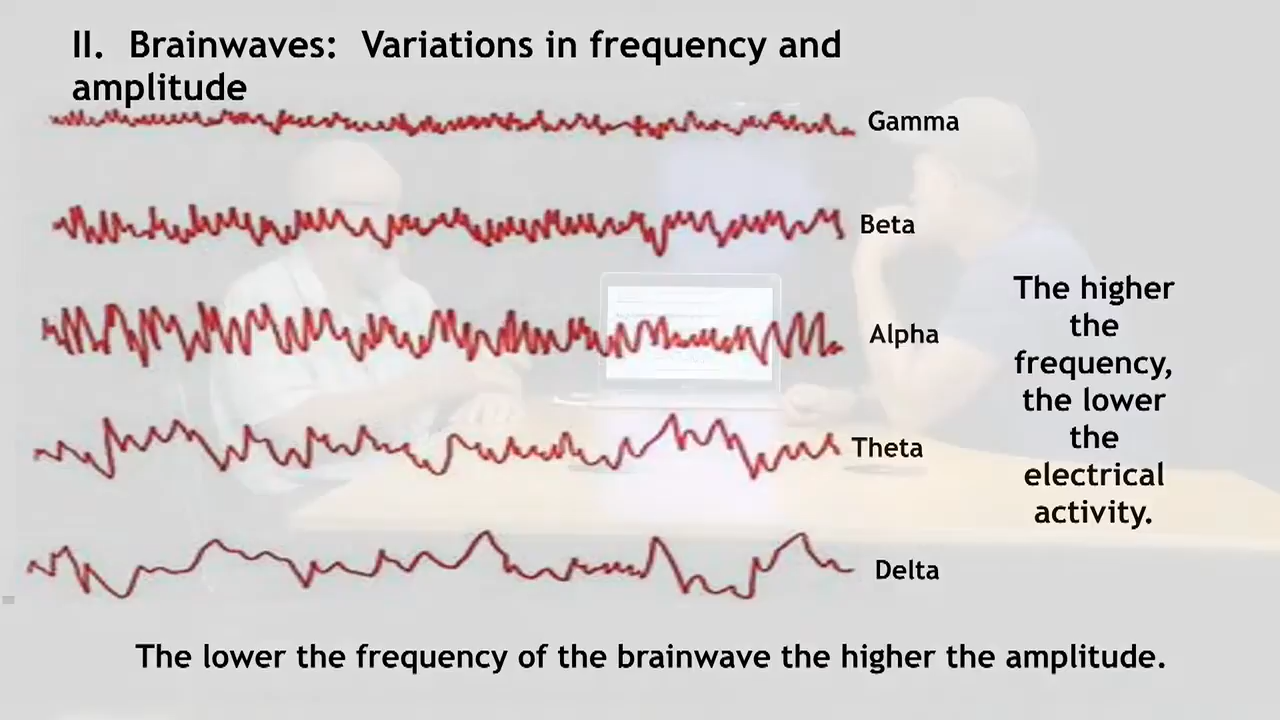 II. Brainwaves: Variations in frequency and
amplitude
Gamma
Beta
Alpha
Theta
Delta
The higher
the
frequency,
the lower
the
electrical
activity.
The lower the frequency of the brainwave the higher the amplitude.